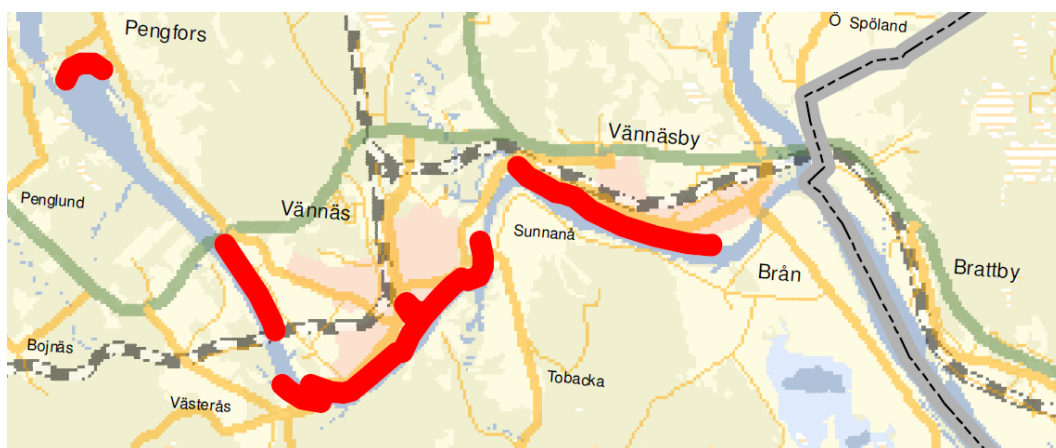 Ö Spöland
Pengfors
Vännäsby
Penglund
Vännäs
Sunnanå
Brån
Brattby
Bojnäs
Tobacka
Västerås